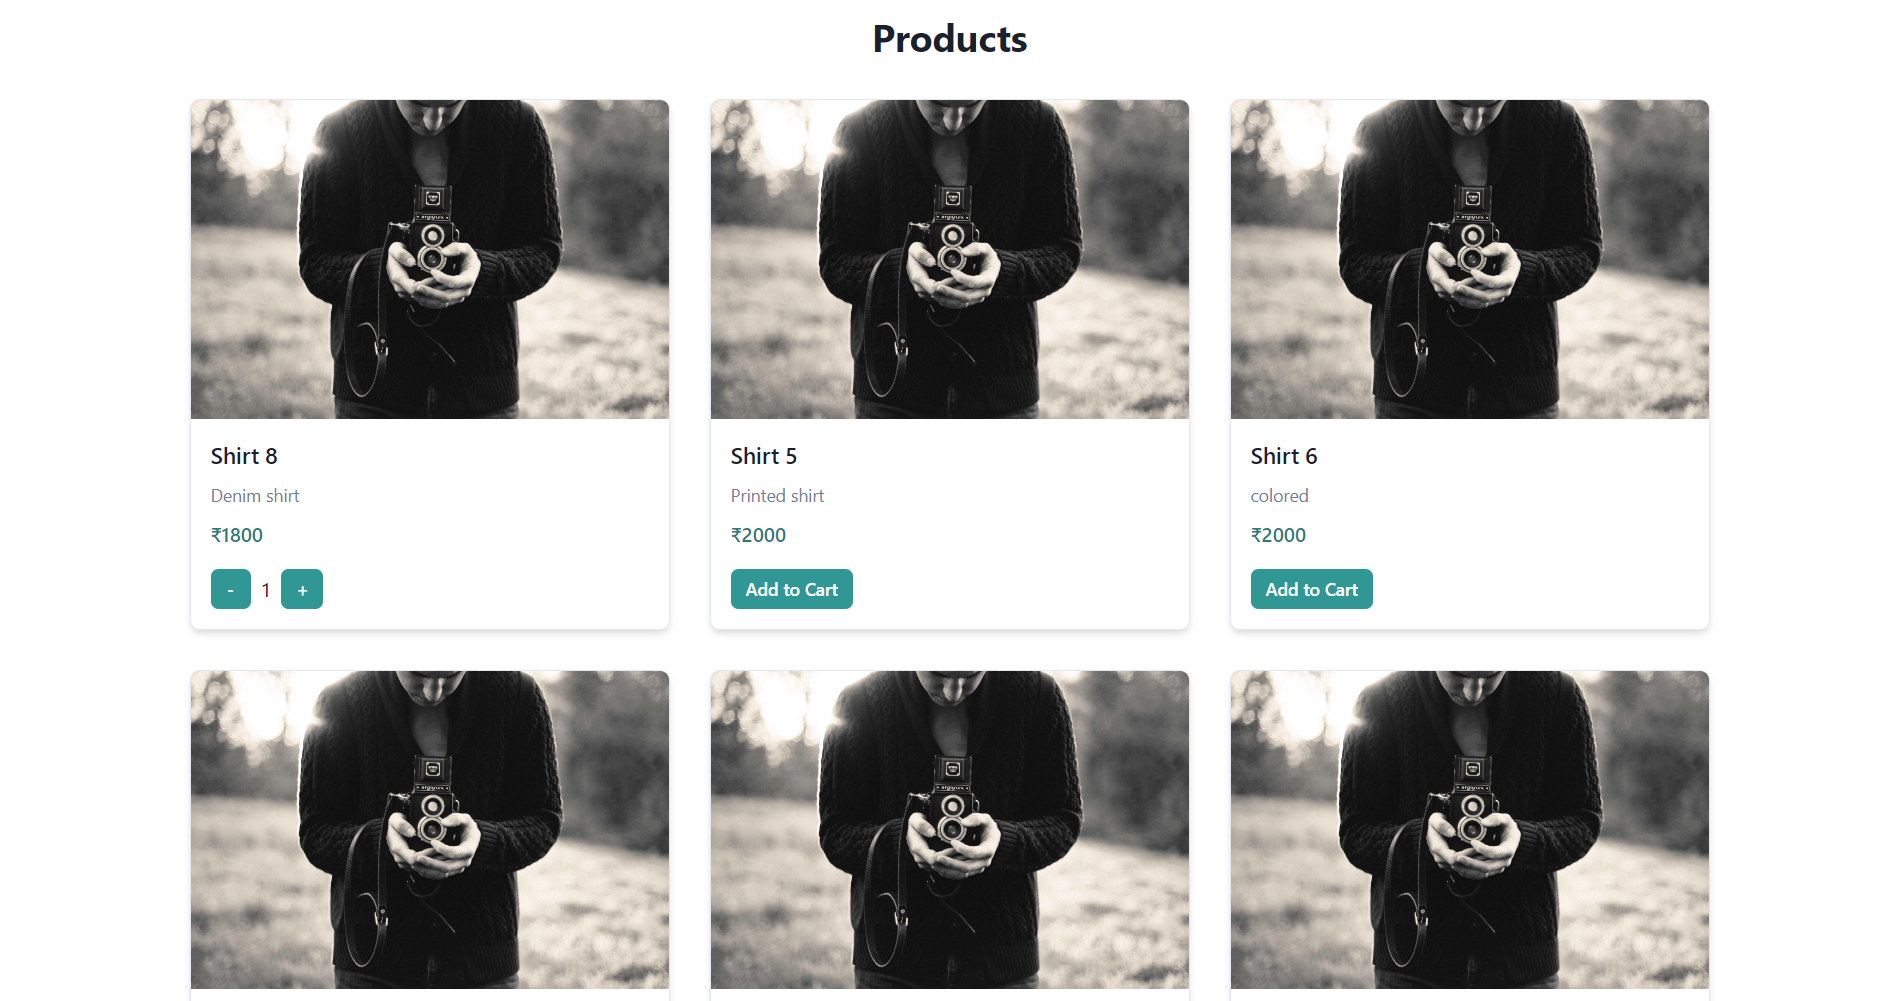 Products
Shirt 8
Denim shirt
₹1800
- 1 +
Shirt 5
Printed shirt
₹2000
Add to Cart
Shirt 6
colored
₹2000
Add to Cart